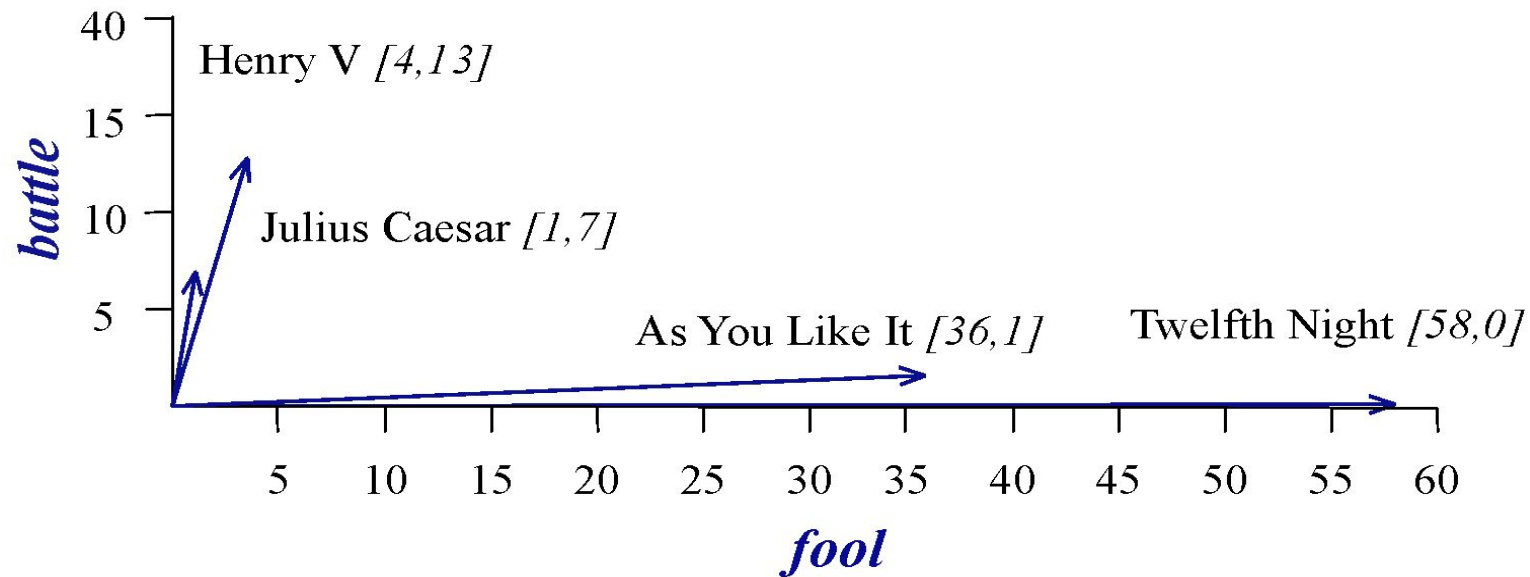 40
Henry V [4,13]
15
battle
10
Julius Caesar [1,7]
5
As You Like It [36,1]
Twelfth Night [58,0]
5 10 15 20 25 30 35 40 45 50 55 60
fool